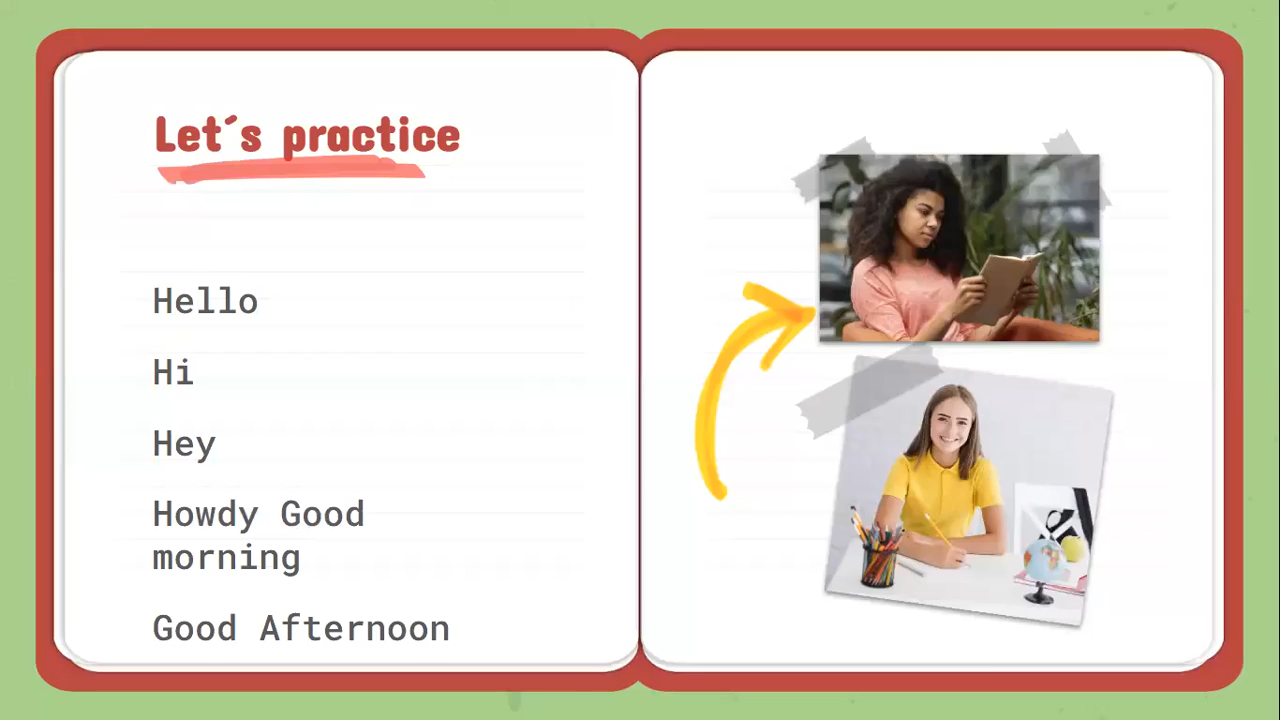 Let´s practice
Hello
Hi
Hey
Howdy Good
morning
Good Afternoon